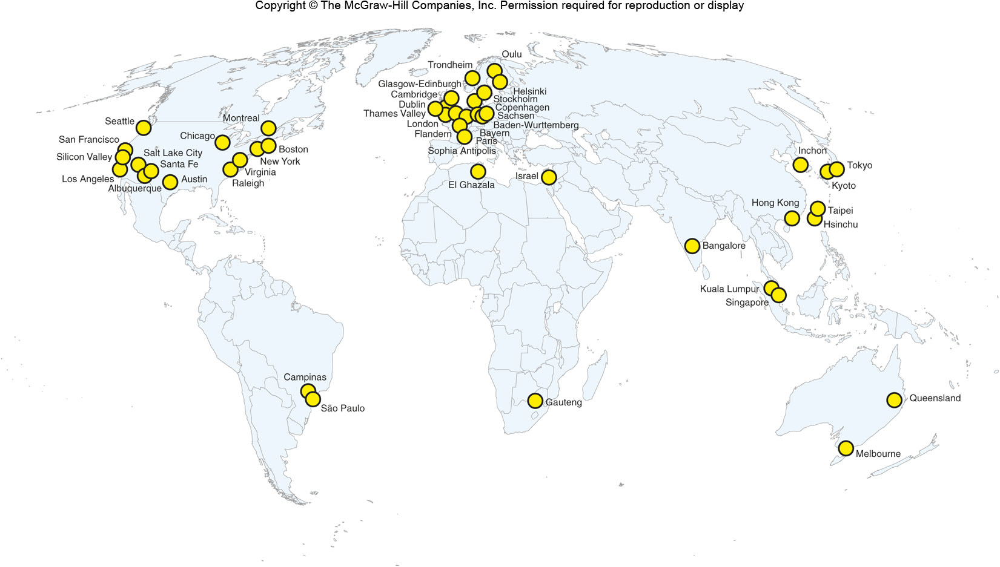 Copyright © The McGraw-Hill Companies, Inc. Permission required for reproduction or display
Oulu
Trondheim
Glasgow-Edinburgh
Helsinki
Cambridge
Stockholm
Dublin
Copenhagen
Thames Valley
Sachsen
London
Baden-Wurttemberg
Flandern
Bayern
Paris
Sophia Antipolis
Seattle
Montreal
Chicago
San Francisco
Salt Lake City
Boston
Silicon Valley
Santa Fe
New York
Los Angeles
Austin
Virginia
Albuquerque
Raleigh
El Ghazala
Israel
Inchon
Tokyo
Kyoto
Hong Kong
Taipei
Hsinchu
Bangalore
Kuala Lumpur
Singapore
Campinas
São Paulo
Gauteng
Queensland
Melbourne